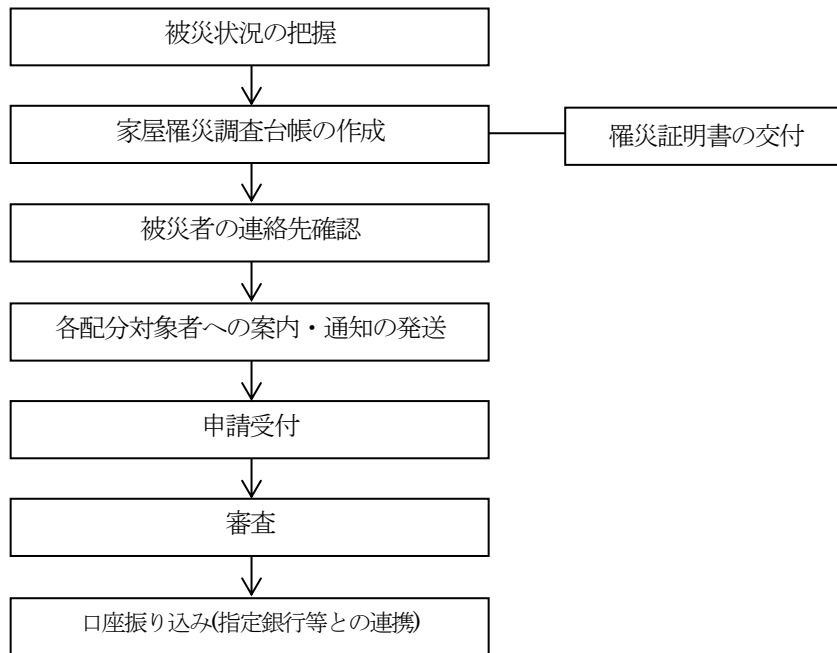 被災状況の把握
家屋罹災調査台帳の作成
罹災証明書の交付
被災者の連絡先確認
各配分対象者への案内・通知の発送
申請受付
審査
口座振り込み(指定銀行等との連携)